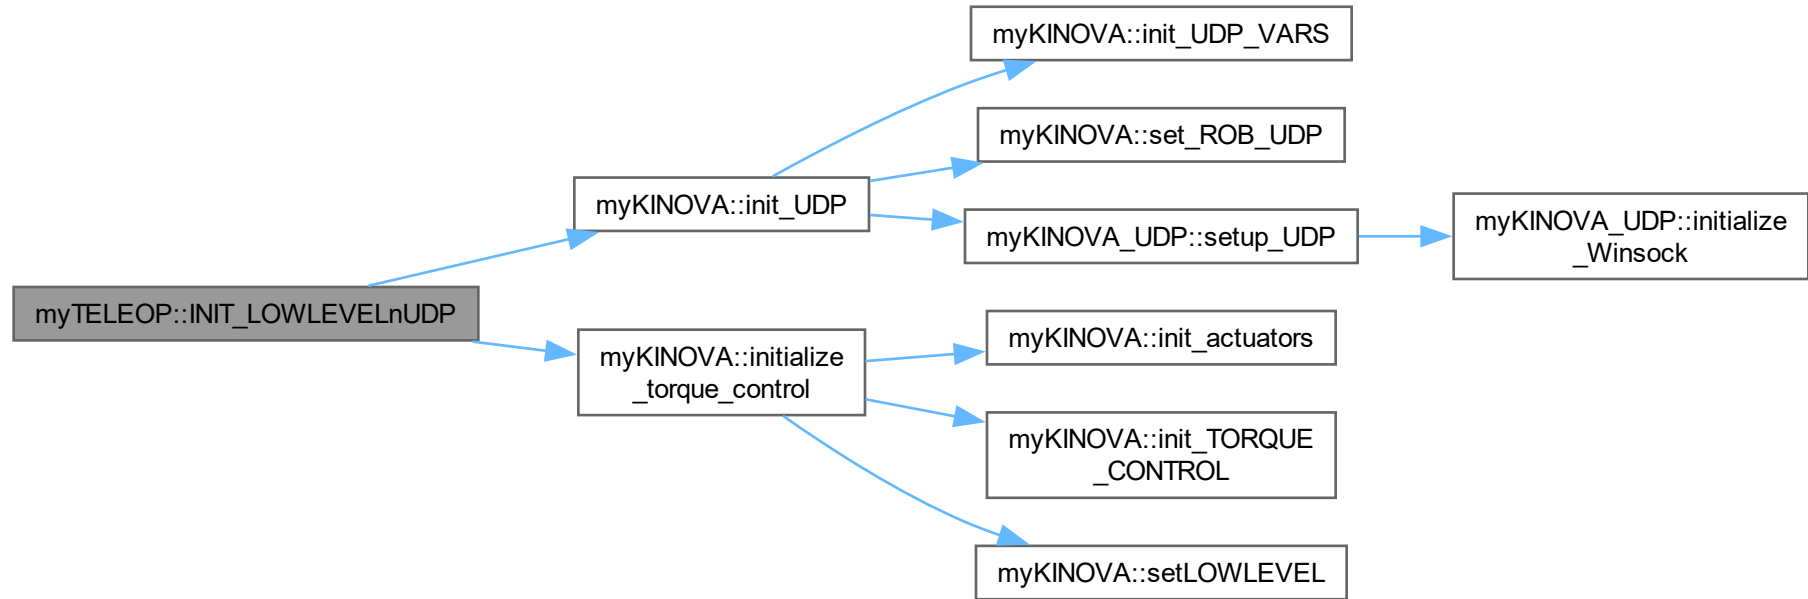 myTELEOP::INIT_LOWLEVELnUDP
myKINOVA::init_UDP
myKINOVA::init_UDP_VARS
myKINOVA::set_ROB_UDP
myKINOVA_UDP::setup_UDP
myKINOVA_UDP::initialize
_Winsock
myKINOVA::initialize
_torque_control
myKINOVA::init_actuators
myKINOVA::init_TORQUE
_CONTROL
myKINOVA::setLOWLEVEL